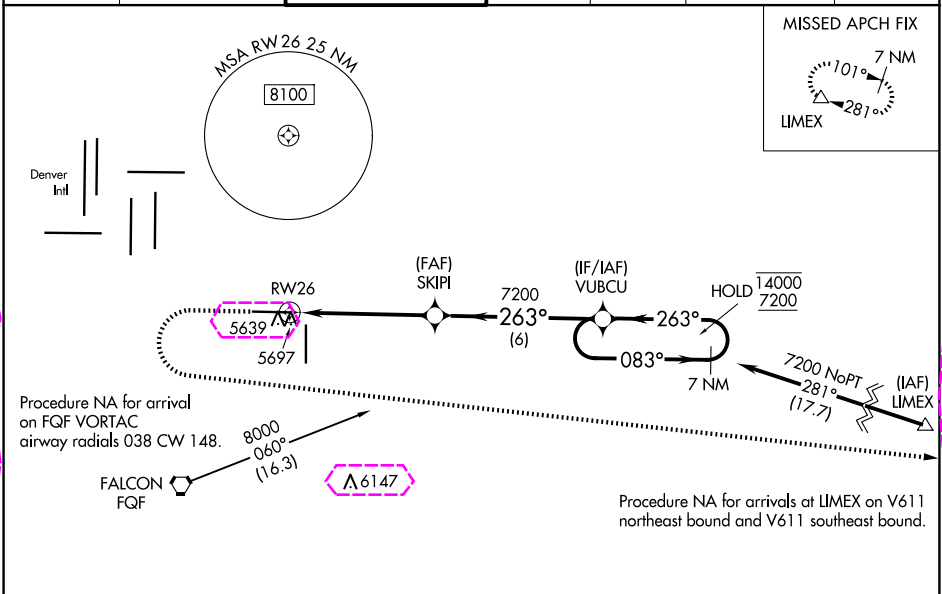 MISSED APCH FIX
7 NM
101°
281°
LIMEX
MSA RW26 25 NM
8100
Denver
Intl
(FAF)
SKIPI
(IF/IAF)
VUBCU
HOLD
14000
7200
RW26
7200
263°
(6)
263°
5639
5697
083°
7 NM
7200 NoPT
281°
(17.7)
(IAF)
LIMEX
Procedure NA for arrival
on FQF VORTAC
airway radials 038 CW 148.
8000
060°
(16.3)
FALCON
FQF
6147
Procedure NA for arrivals at LIMEX on V611
northeast bound and V611 southeast bound.